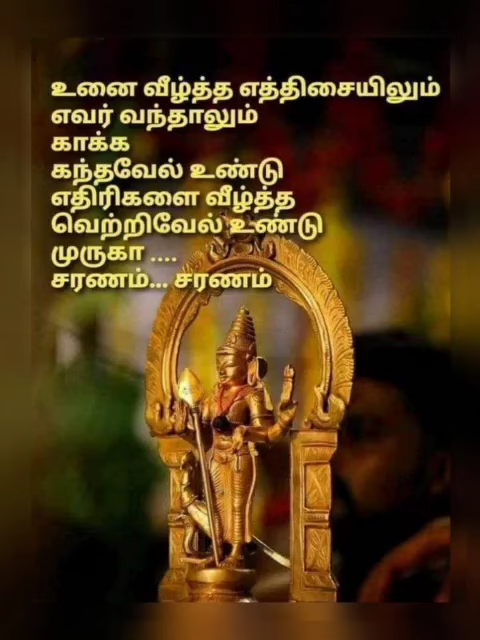 உனை வீழ்த்த எத்திசையிலும்
எவர் வந்தாலும்
காக்க
கந்தவேல் உண்டு
எதிரிகளை வீழ்த்த
வெற்றிவேல் உண்டு
முருகா ....
சரணம்... சரணம்